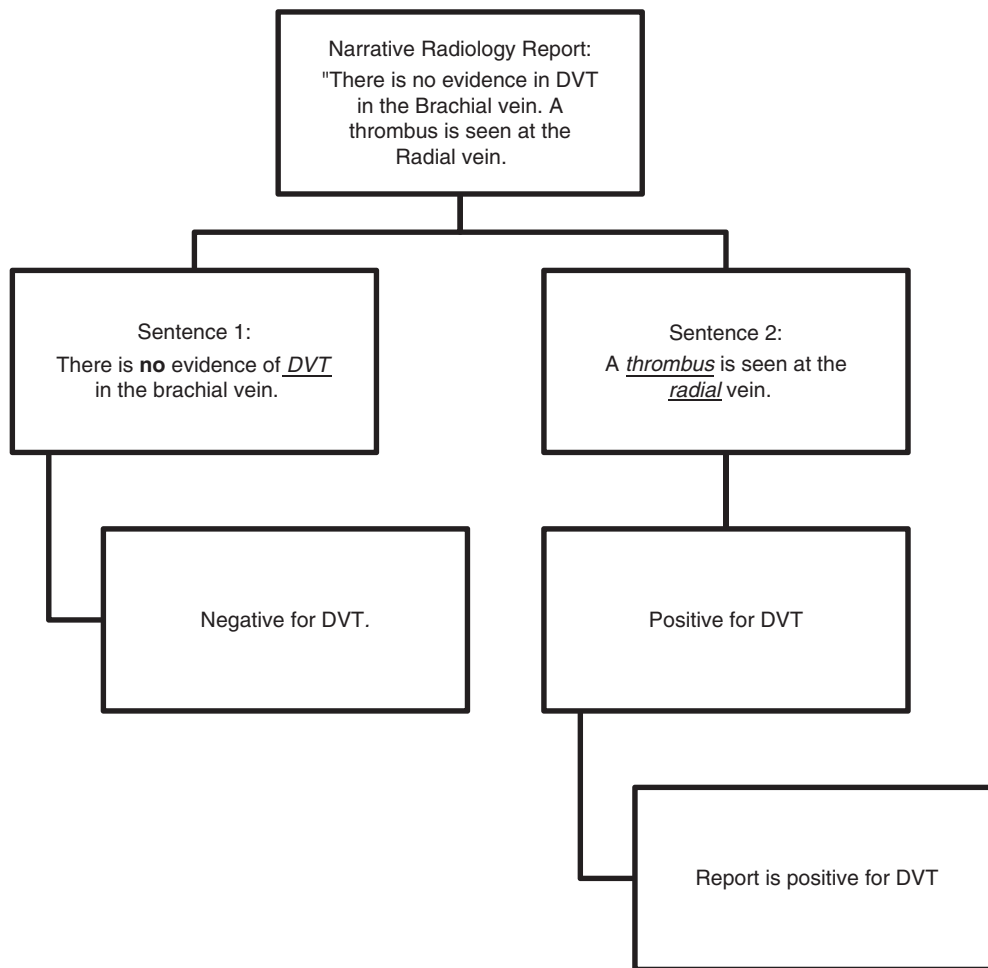 Narrative Radiology Report:
"There is no evidence in DVT
in the Brachial vein. A
thrombus is seen at the
Radial vein.
Sentence 1:
There is no evidence of DVT
in the brachial vein.
Sentence 2:
A thrombus is seen at the
radial vein.
Negative for DVT.
Positive for DVT
Report is positive for DVT